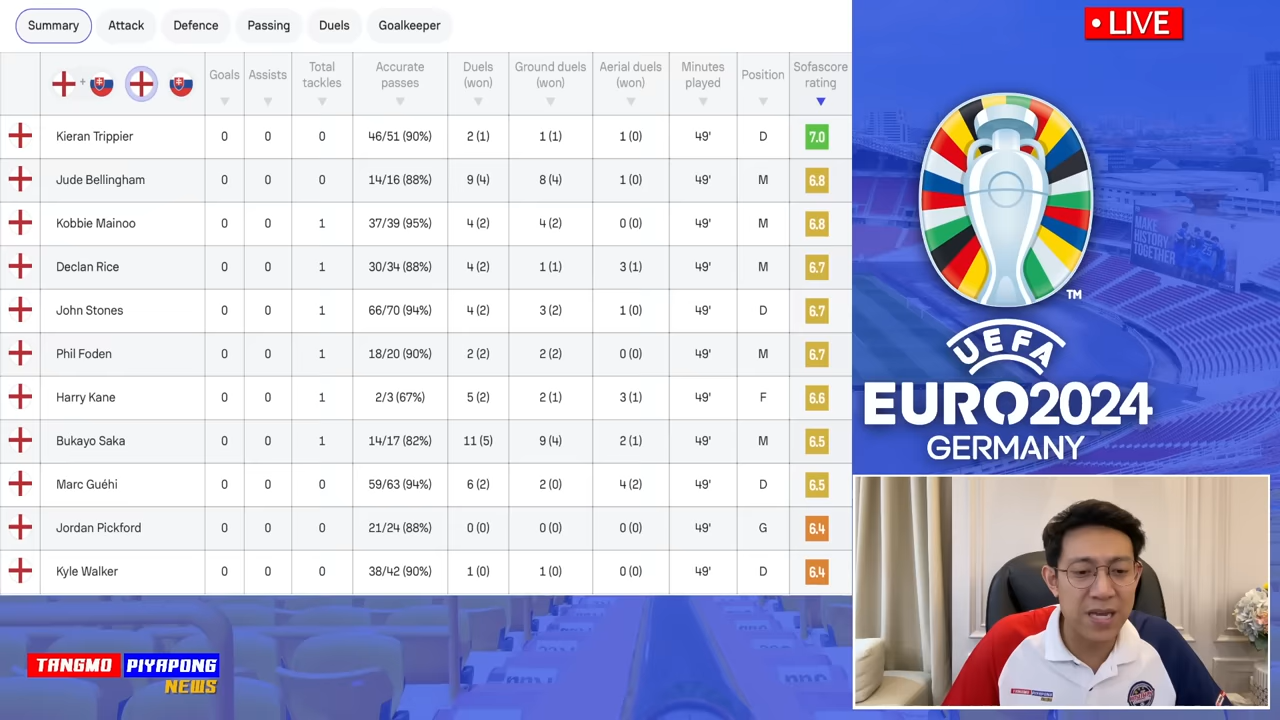 Summary Attack Defence Passing Duels Goalkeeper
LIVE
Goals Assists Total tackles Accurate passes Duels (won) Ground duels (won) Aerial duels (won) Minutes played Position Sofascore rating
+
Kieran Trippier 0 0 0 46/51 (90%) 2 (1) 1 (1) 1 (0) 49' D 7.0
Jude Bellingham 0 0 0 14/16 (88%) 9 (4) 8 (4) 1 (0) 49' M 6.8
Kobbie Mainoo 0 0 1 37/39 (95%) 4 (2) 4 (2) 0 (0) 49' M 6.8
Declan Rice 0 0 1 30/34 (88%) 4 (2) 1 (1) 3 (1) 49' M 6.7
John Stones 0 0 1 66/70 (94%) 4 (2) 3 (2) 1 (0) 49' D 6.7
Phil Foden 0 0 1 18/20 (90%) 2 (2) 2 (2) 0 (0) 49' M 6.7
Harry Kane 0 0 1 2/3 (67%) 5 (2) 2 (1) 3 (1) 49' F 6.6
Bukayo Saka 0 0 1 14/17 (82%) 11 (5) 9 (4) 2 (1) 49' M 6.5
Marc Guéhi 0 0 0 59/63 (94%) 6 (2) 2 (0) 4 (2) 49' D 6.5
Jordan Pickford 0 0 0 21/24 (88%) 0 (0) 0 (0) 0 (0) 49' G 6.4
Kyle Walker 0 0 0 38/42 (90%) 1 (0) 1 (0) 0 (0) 49' D 6.4
MAKE
HISTORY
TOGETHER
TM
UEFA
EURO2024
GERMANY
TANGMO PIYAPONG
NEWS